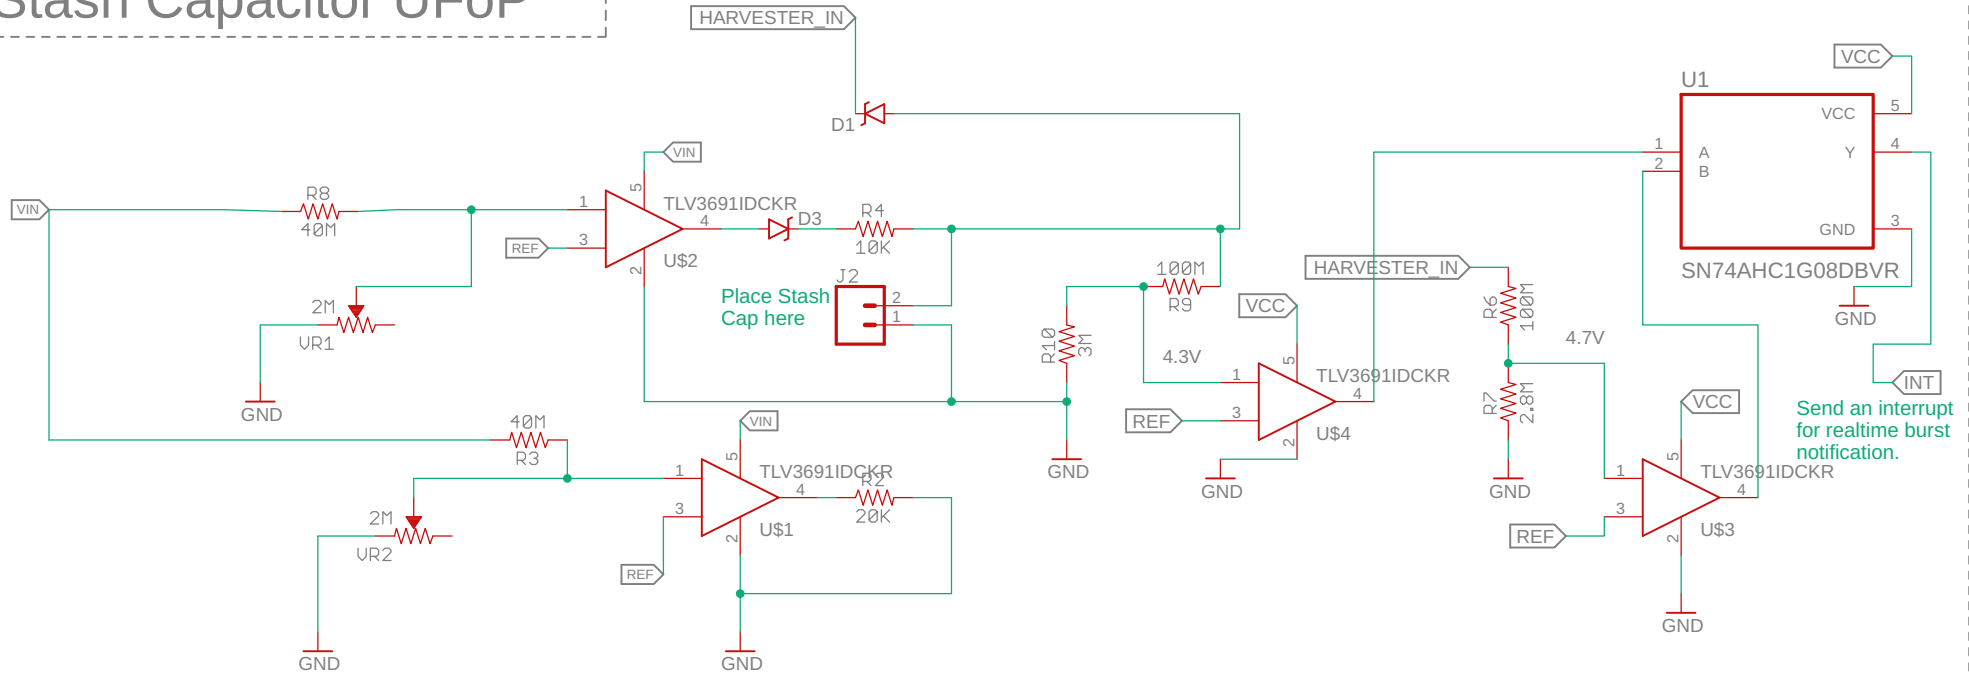 Stash Capacitor UFoP
HARVESTER_IN
D1
VIN
R8
40M
2M
VR1
GND
VIN
5
1
3
2
4
REF
TLV3691IDCKR
U$2
D3
R4
10K
J2
2
1
Place Stash
Cap here
40M
R3
2M
VR2
GND
VIN
5
1
3
2
4
REF
TLV3691IDCKR
U$1
R2
20K
GND
100M
R9
R10
3M
GND
4.3V
VCC
5
1
3
2
4
REF
TLV3691IDCKR
U$4
GND
HARVESTER_IN
R6
100M
4.7V
R7
2.8M
GND
VCC
5
1
3
2
4
REF
TLV3691IDCKR
U$3
GND
U1
VCC
1
A
2
B
VCC
5
Y
4
GND
3
SN74AHC1G08DBVR
GND
INT
Send an interrupt
for realtime burst
notification.